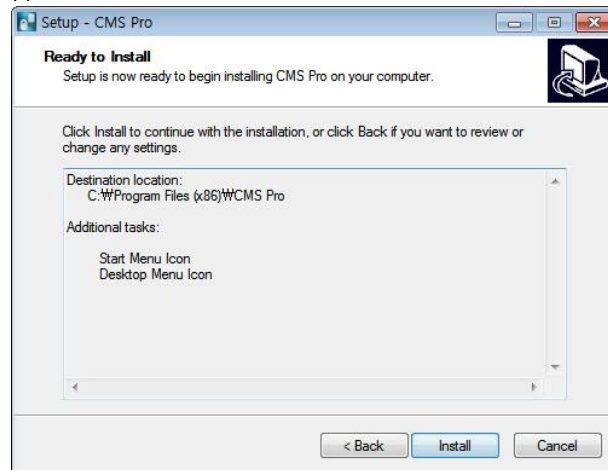 Setup - CMS Pro
Ready to Install
Setup is now ready to begin installing CMS Pro on your computer.
Click Install to continue with the installation, or click Back if you want to review or
change any settings.
Destination location:
C:₩Program Files (x86)₩CMS Pro
Additional tasks:
Start Menu Icon
Desktop Menu Icon
< Back
Install
Cancel